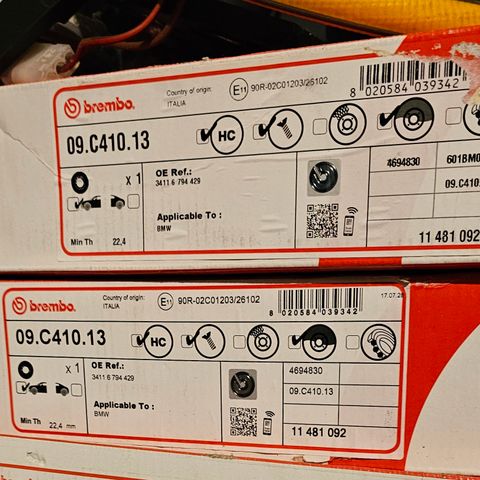 brembo
Country of origin:
ITALIA
E11 90R-02C01203/26102
8 020584 039342
09.C410.13
HC
x 1
OE Ref.:
3411 6 794 429
4694830
09.C410
Applicable To :
BMW
Min Th 22,4
11 481 092
brembo
Country of origin:
ITALIA
E11 90R-02C01203/26102
8 020584 039342
17.07.2
09.C410.13
HC
x 1
OE Ref.:
3411 6 794 429
4694830
09.C410.13
Applicable To :
BMW
Min Th 22,4 mm
11 481 092